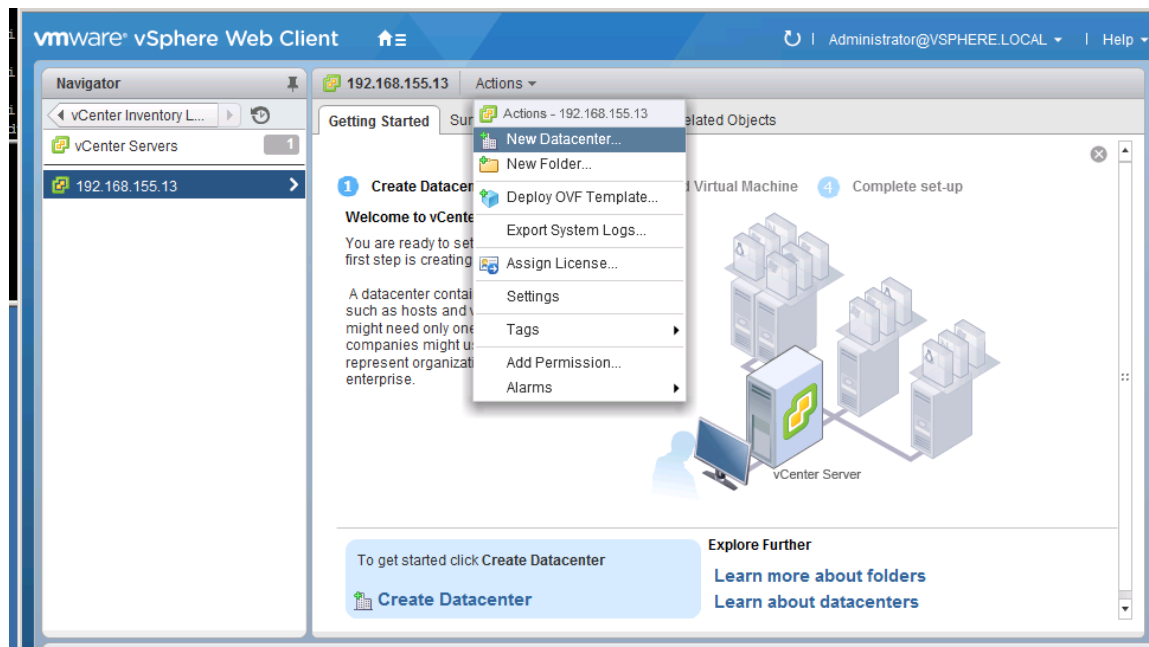 vmware® vSphere Web Client
Administrator@VSPHERE.LOCAL
Help
Navigator
192.168.155.13
Actions
vCenter Inventory L...
vCenter Servers
1
192.168.155.13
Getting Started
Su
elated Objects
Actions - 192.168.155.13
New Datacenter...
New Folder...
Deploy OVF Template...
Export System Logs...
Assign License...
Settings
Tags
Add Permission...
Alarms
1 Create Datacen
Virtual Machine
4 Complete set-up
Welcome to vCente
You are ready to set
first step is creating
A datacenter contai
such as hosts and v
might need only one
companies might u
represent organizati
enterprise.
vCenter Server
To get started click Create Datacenter
Create Datacenter
Explore Further
Learn more about folders
Learn about datacenters